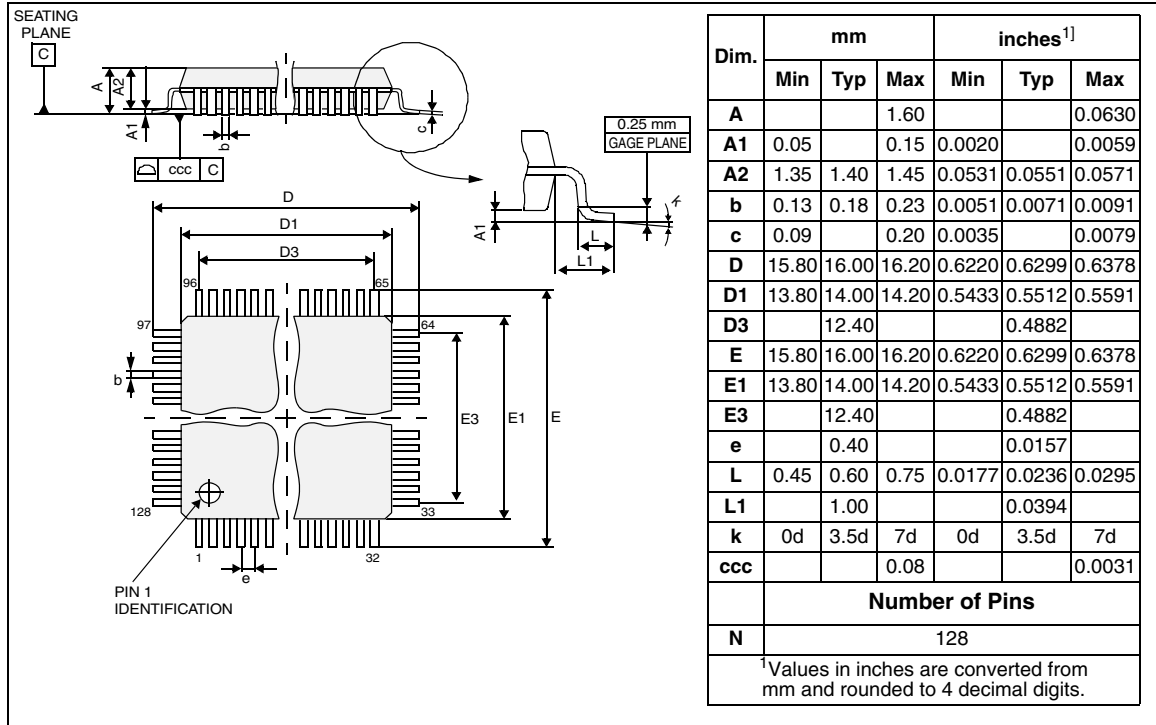 SEATING
PLANE
C
A
A2
A1
b
c
ccc C
0.25 mm
GAGE PLANE
k
A1
L
L1
D
D1
D3
96
65
97
64
b
E3
E1
E
128
33
1
32
e
PIN 1
IDENTIFICATION
Dim. mm inches1]
Min Typ Max Min Typ Max
A 1.60 0.0630
A1 0.05 0.15 0.0020 0.0059
A2 1.35 1.40 1.45 0.0531 0.0551 0.0571
b 0.13 0.18 0.23 0.0051 0.0071 0.0091
c 0.09 0.20 0.0035 0.0079
D 15.80 16.00 16.20 0.6220 0.6299 0.6378
D1 13.80 14.00 14.20 0.5433 0.5512 0.5591
D3 12.40 0.4882
E 15.80 16.00 16.20 0.6220 0.6299 0.6378
E1 13.80 14.00 14.20 0.5433 0.5512 0.5591
E3 12.40 0.4882
e 0.40 0.0157
L 0.45 0.60 0.75 0.0177 0.0236 0.0295
L1 1.00 0.0394
k 0d 3.5d 7d 0d 3.5d 7d
ccc 0.08 0.0031
Number of Pins
N 128
1Values in inches are converted from
mm and rounded to 4 decimal digits.